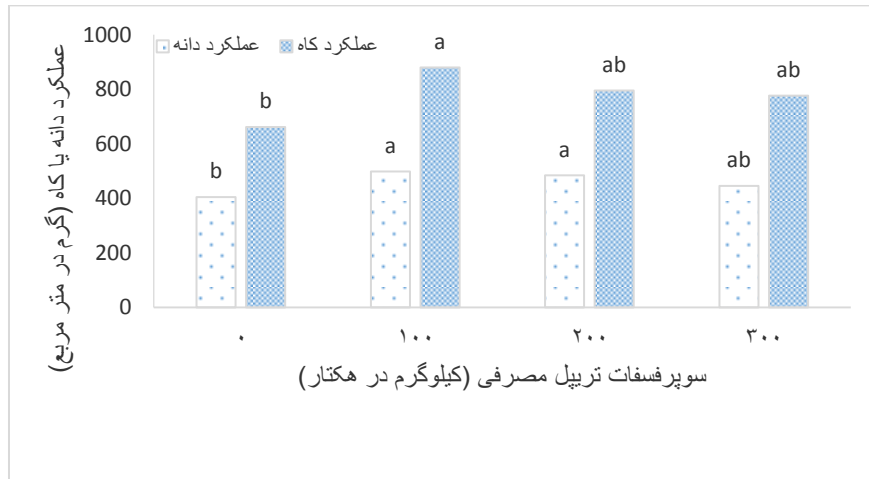 عملکرد دانه یا کاه (گرم در متر مربع)
عملکرد دانه عملکرد کاه
1000
800
600
400
200
0
b b a a a ab ab ab
۰ ۱۰۰ ۲۰۰ ۳۰۰
سوپرفسفات تریپل مصرفی (کیلوگرم در هکتار)